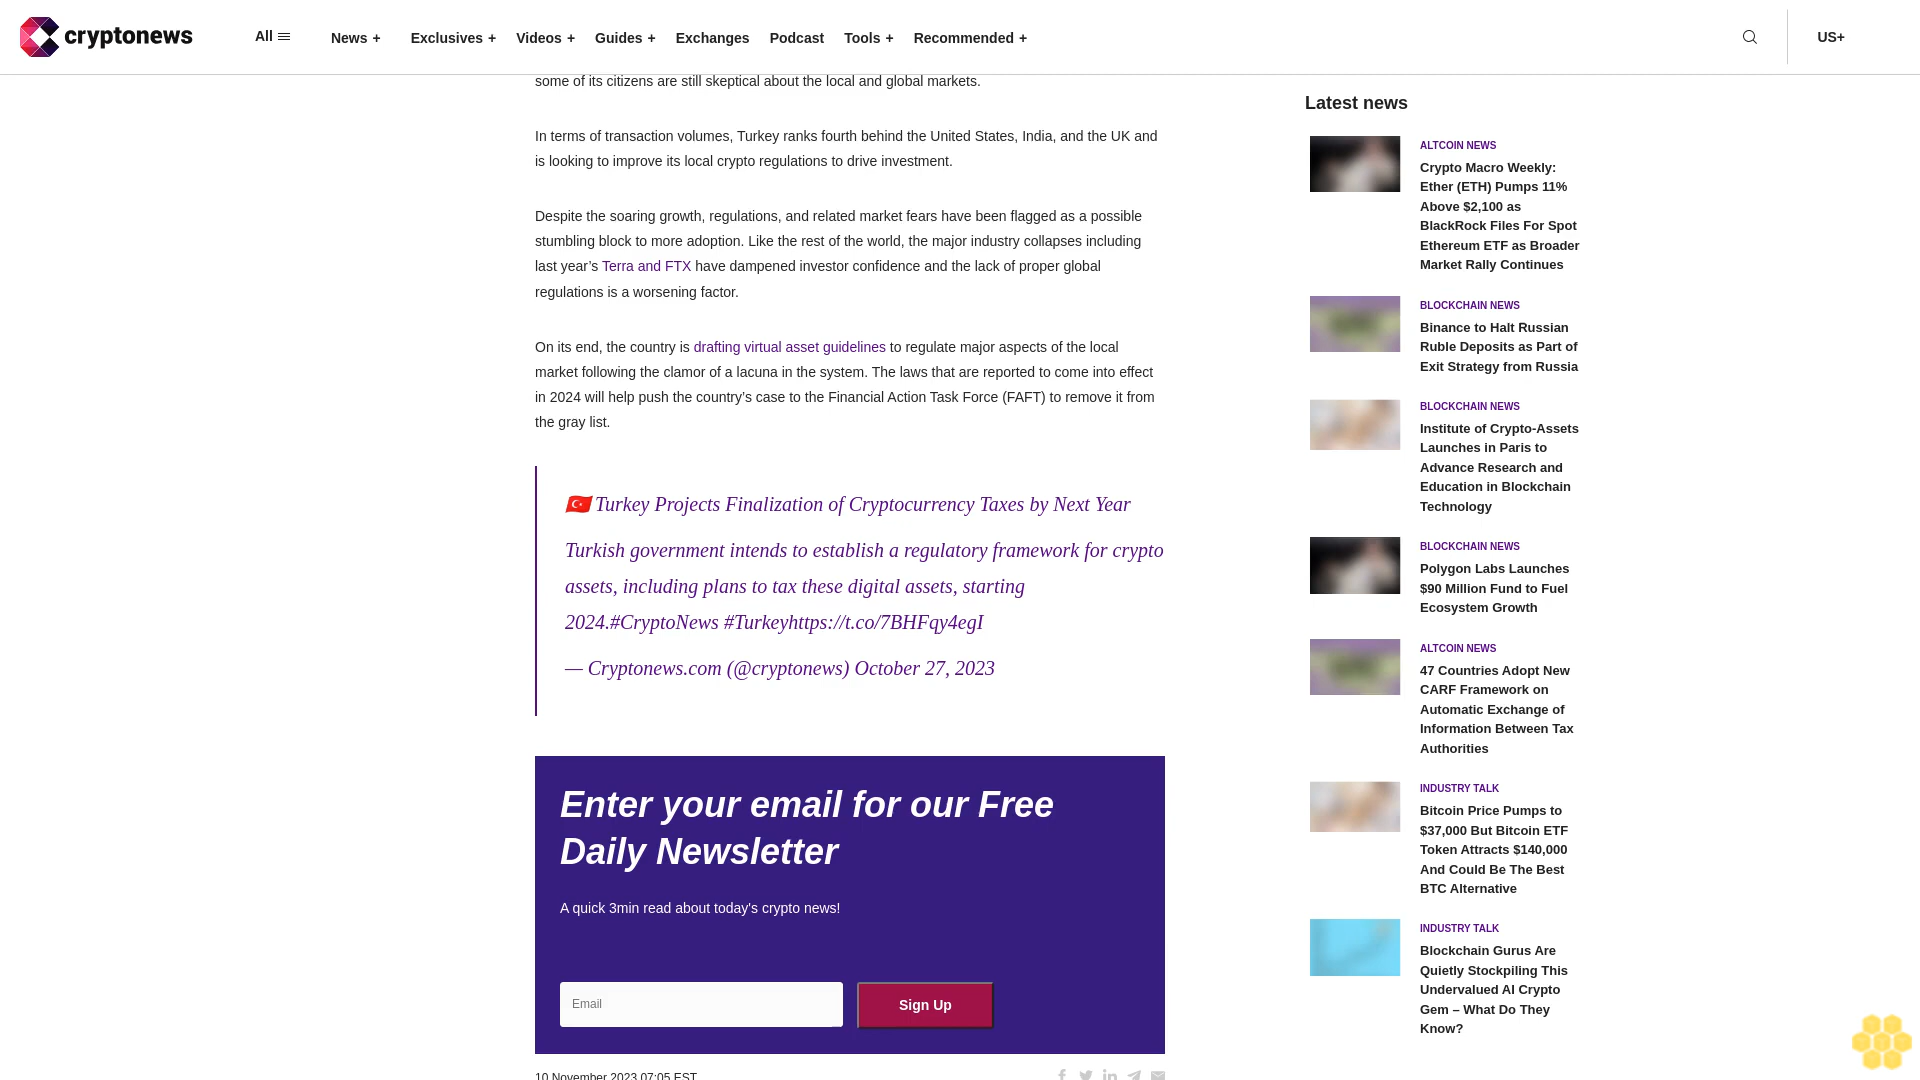 cryptonews
All
News +
Exclusives +
Videos +
Guides +
Exchanges
Podcast
Tools +
Recommended +
US+
some of its citizens are still skeptical about the local and global markets.
In terms of transaction volumes, Turkey ranks fourth behind the United States, India, and the UK and
is looking to improve its local crypto regulations to drive investment.
Despite the soaring growth, regulations, and related market fears have been flagged as a possible
stumbling block to more adoption. Like the rest of the world, the major industry collapses including
last year’s Terra and FTX have dampened investor confidence and the lack of proper global
regulations is a worsening factor.
On its end, the country is drafting virtual asset guidelines to regulate major aspects of the local
market following the clamor of a lacuna in the system. The laws that are reported to come into effect
in 2024 will help push the country’s case to the Financial Action Task Force (FAFT) to remove it from
the gray list.
🇹🇷 Turkey Projects Finalization of Cryptocurrency Taxes by Next Year
Turkish government intends to establish a regulatory framework for crypto
assets, including plans to tax these digital assets, starting
2024.#CryptoNews #Turkeyhttps://t.co/7BHFqy4egI
— Cryptonews.com (@cryptonews) October 27, 2023
Enter your email for our Free
Daily Newsletter
A quick 3min read about today's crypto news!
Email
Sign Up
10 November 2023 07:05 EST
Latest news
ALTCOIN NEWS
Crypto Macro Weekly:
Ether (ETH) Pumps 11%
Above $2,100 as
BlackRock Files For Spot
Ethereum ETF as Broader
Market Rally Continues
BLOCKCHAIN NEWS
Binance to Halt Russian
Ruble Deposits as Part of
Exit Strategy from Russia
BLOCKCHAIN NEWS
Institute of Crypto-Assets
Launches in Paris to
Advance Research and
Education in Blockchain
Technology
BLOCKCHAIN NEWS
Polygon Labs Launches
$90 Million Fund to Fuel
Ecosystem Growth
ALTCOIN NEWS
47 Countries Adopt New
CARF Framework on
Automatic Exchange of
Information Between Tax
Authorities
INDUSTRY TALK
Bitcoin Price Pumps to
$37,000 But Bitcoin ETF
Token Attracts $140,000
And Could Be The Best
BTC Alternative
INDUSTRY TALK
Blockchain Gurus Are
Quietly Stockpiling This
Undervalued AI Crypto
Gem – What Do They
Know?